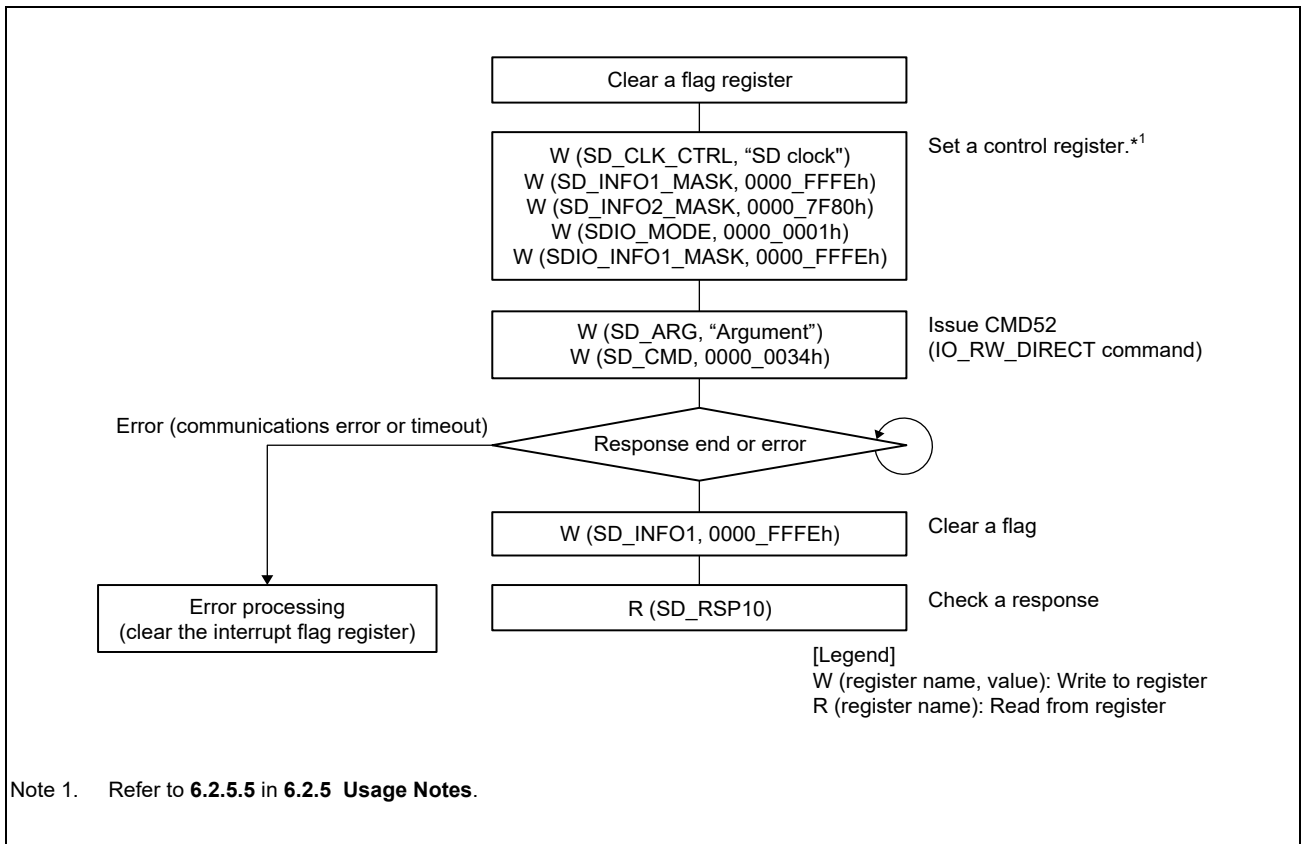 Clear a flag register
W (SD_CLK_CTRL, “SD clock")
W (SD_INFO1_MASK, 0000_FFFEh)
W (SD_INFO2_MASK, 0000_7F80h)
W (SDIO_MODE, 0000_0001h)
W (SDIO_INFO1_MASK, 0000_FFFEh)
Set a control register.*1
W (SD_ARG, “Argument”)
W (SD_CMD, 0000_0034h)
Issue CMD52
(IO_RW_DIRECT command)
Error (communications error or timeout)
Response end or error
W (SD_INFO1, 0000_FFFEh)
Clear a flag
Error processing
(clear the interrupt flag register)
R (SD_RSP10)
Check a response
[Legend]
W (register name, value): Write to register
R (register name): Read from register
Note 1. Refer to 6.2.5.5 in 6.2.5 Usage Notes.